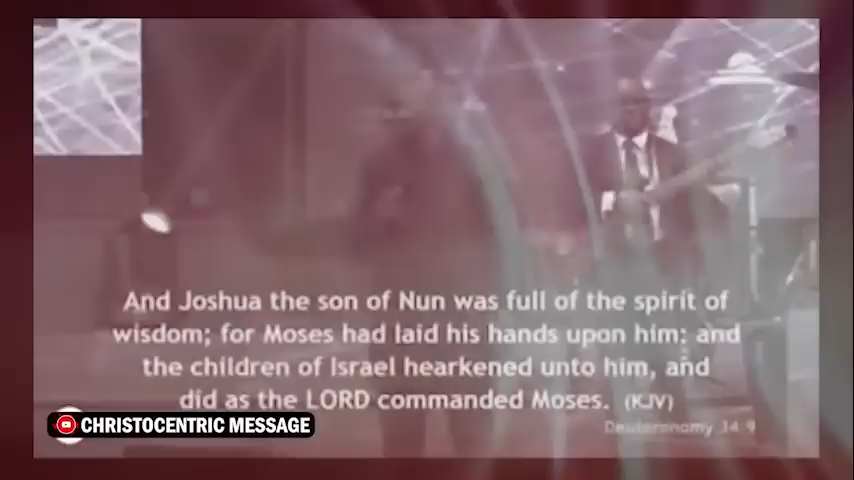 And Joshua the son of Nun was full of the spirit of
wisdom; for Moses had laid his hands upon him: and
the children of Israel hearkened unto him, and
did as the LORD commanded Moses. (KJV)
Deuteronomy 34:9
CHRISTOCENTRIC MESSAGE